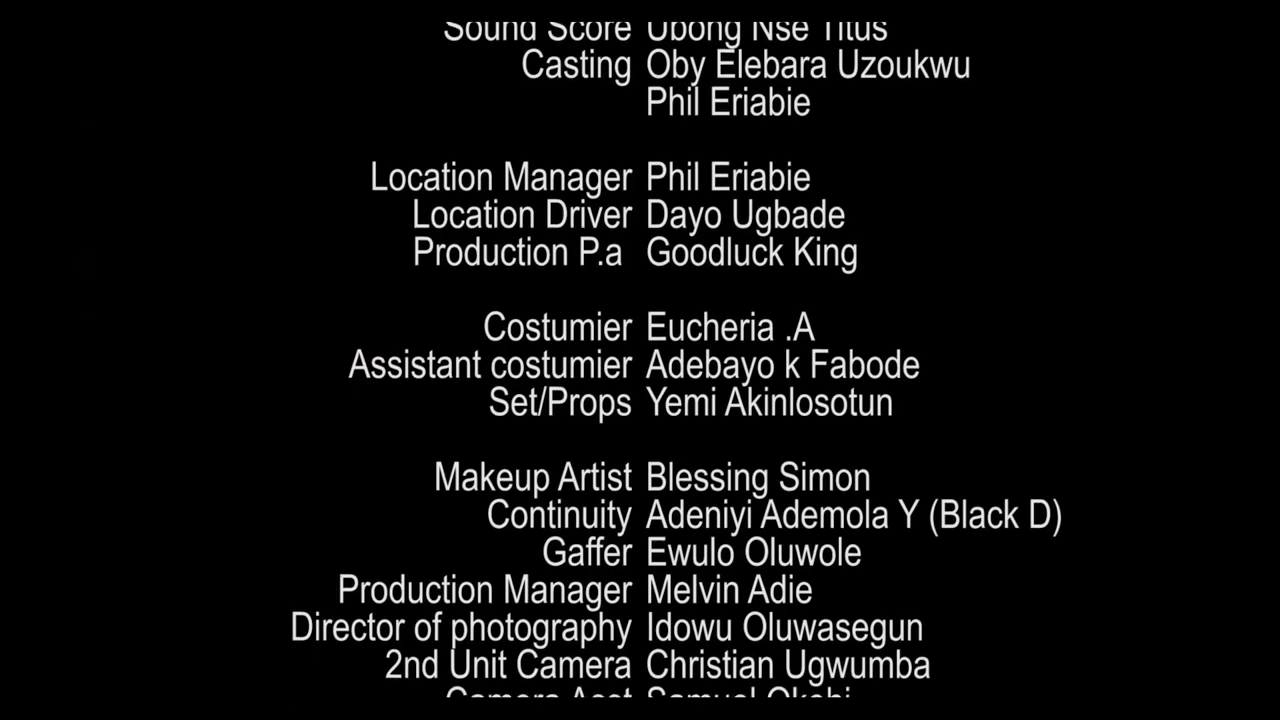 Sound Score Ubong Nse Titus
Casting Oby Elebara Uzoukwu
Phil Eriabie
Location Manager Phil Eriabie
Location Driver Dayo Ugbade
Production P.a Goodluck King
Costumier Eucheria .A
Assistant costumier Adebayo k Fabode
Set/Props Yemi Akinlosotun
Makeup Artist Blessing Simon
Continuity Adeniyi Ademola Y (Black D)
Gaffer Ewulo Oluwole
Production Manager Melvin Adie
Director of photography Idowu Oluwasegun
2nd Unit Camera Christian Ugwumba
Camera Samuel